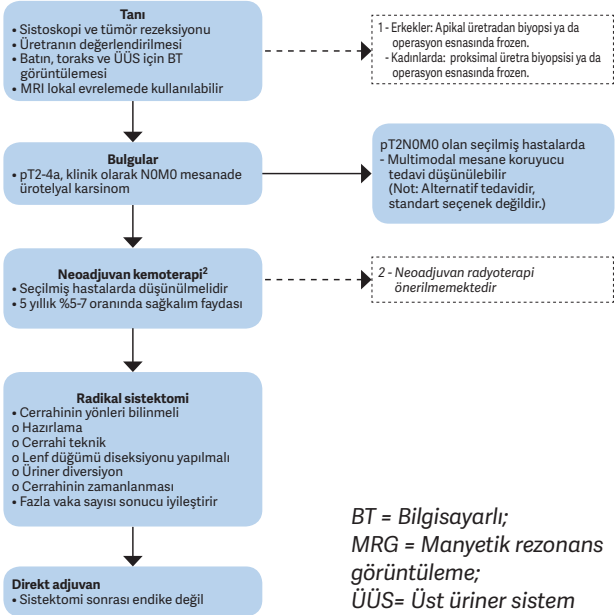 Tanı
• Sistoskopi ve tümör rezeksiyonu
• Üretranın değerlendirilmesi
• Batın, toraks ve ÜÜS için BT
görüntülemesi
• MRI lokal evrelemede kullanılabilir
1 - Erkekler: Apikal üretradan biyopsi ya da
operasyon esnasında frozen.
- Kadınlarda: proksimal üretra biyopsisi ya da
operasyon esnasında frozen.
Bulgular
• pT2-4a, klinik olarak N0M0 mesanade
ürotelyal karsinom
pT2N0M0 olan seçilmiş hastalarda
- Multimodal mesane koruyucu
tedavi düşünülebilir
(Not: Alternatif tedavidir,
standart seçenek değildir.)
Neoadjuvan kemoterapi²
• Seçilmiş hastalarda düşünülmelidir
• 5 yıllık %5-7 oranında sağkalım faydası
2 - Neoadjuvan radyoterapi
önerilmemektedir
Radikal sistektomi
• Cerrahinin yönleri bilinmeli
o Hazırlama
o Cerrahi teknik
o Lenf düğümü diseksiyonu yapılmalı
o Üriner diversiyon
o Cerrahinin zamanlanması
• Fazla vaka sayısı sonucu iyileştirir
Direkt adjuvan
• Sistektomi sonrası endike değil
BT = Bilgisayarlı;
MRG = Manyetik rezonans
görüntüleme;
ÜÜS= Üst üriner sistem